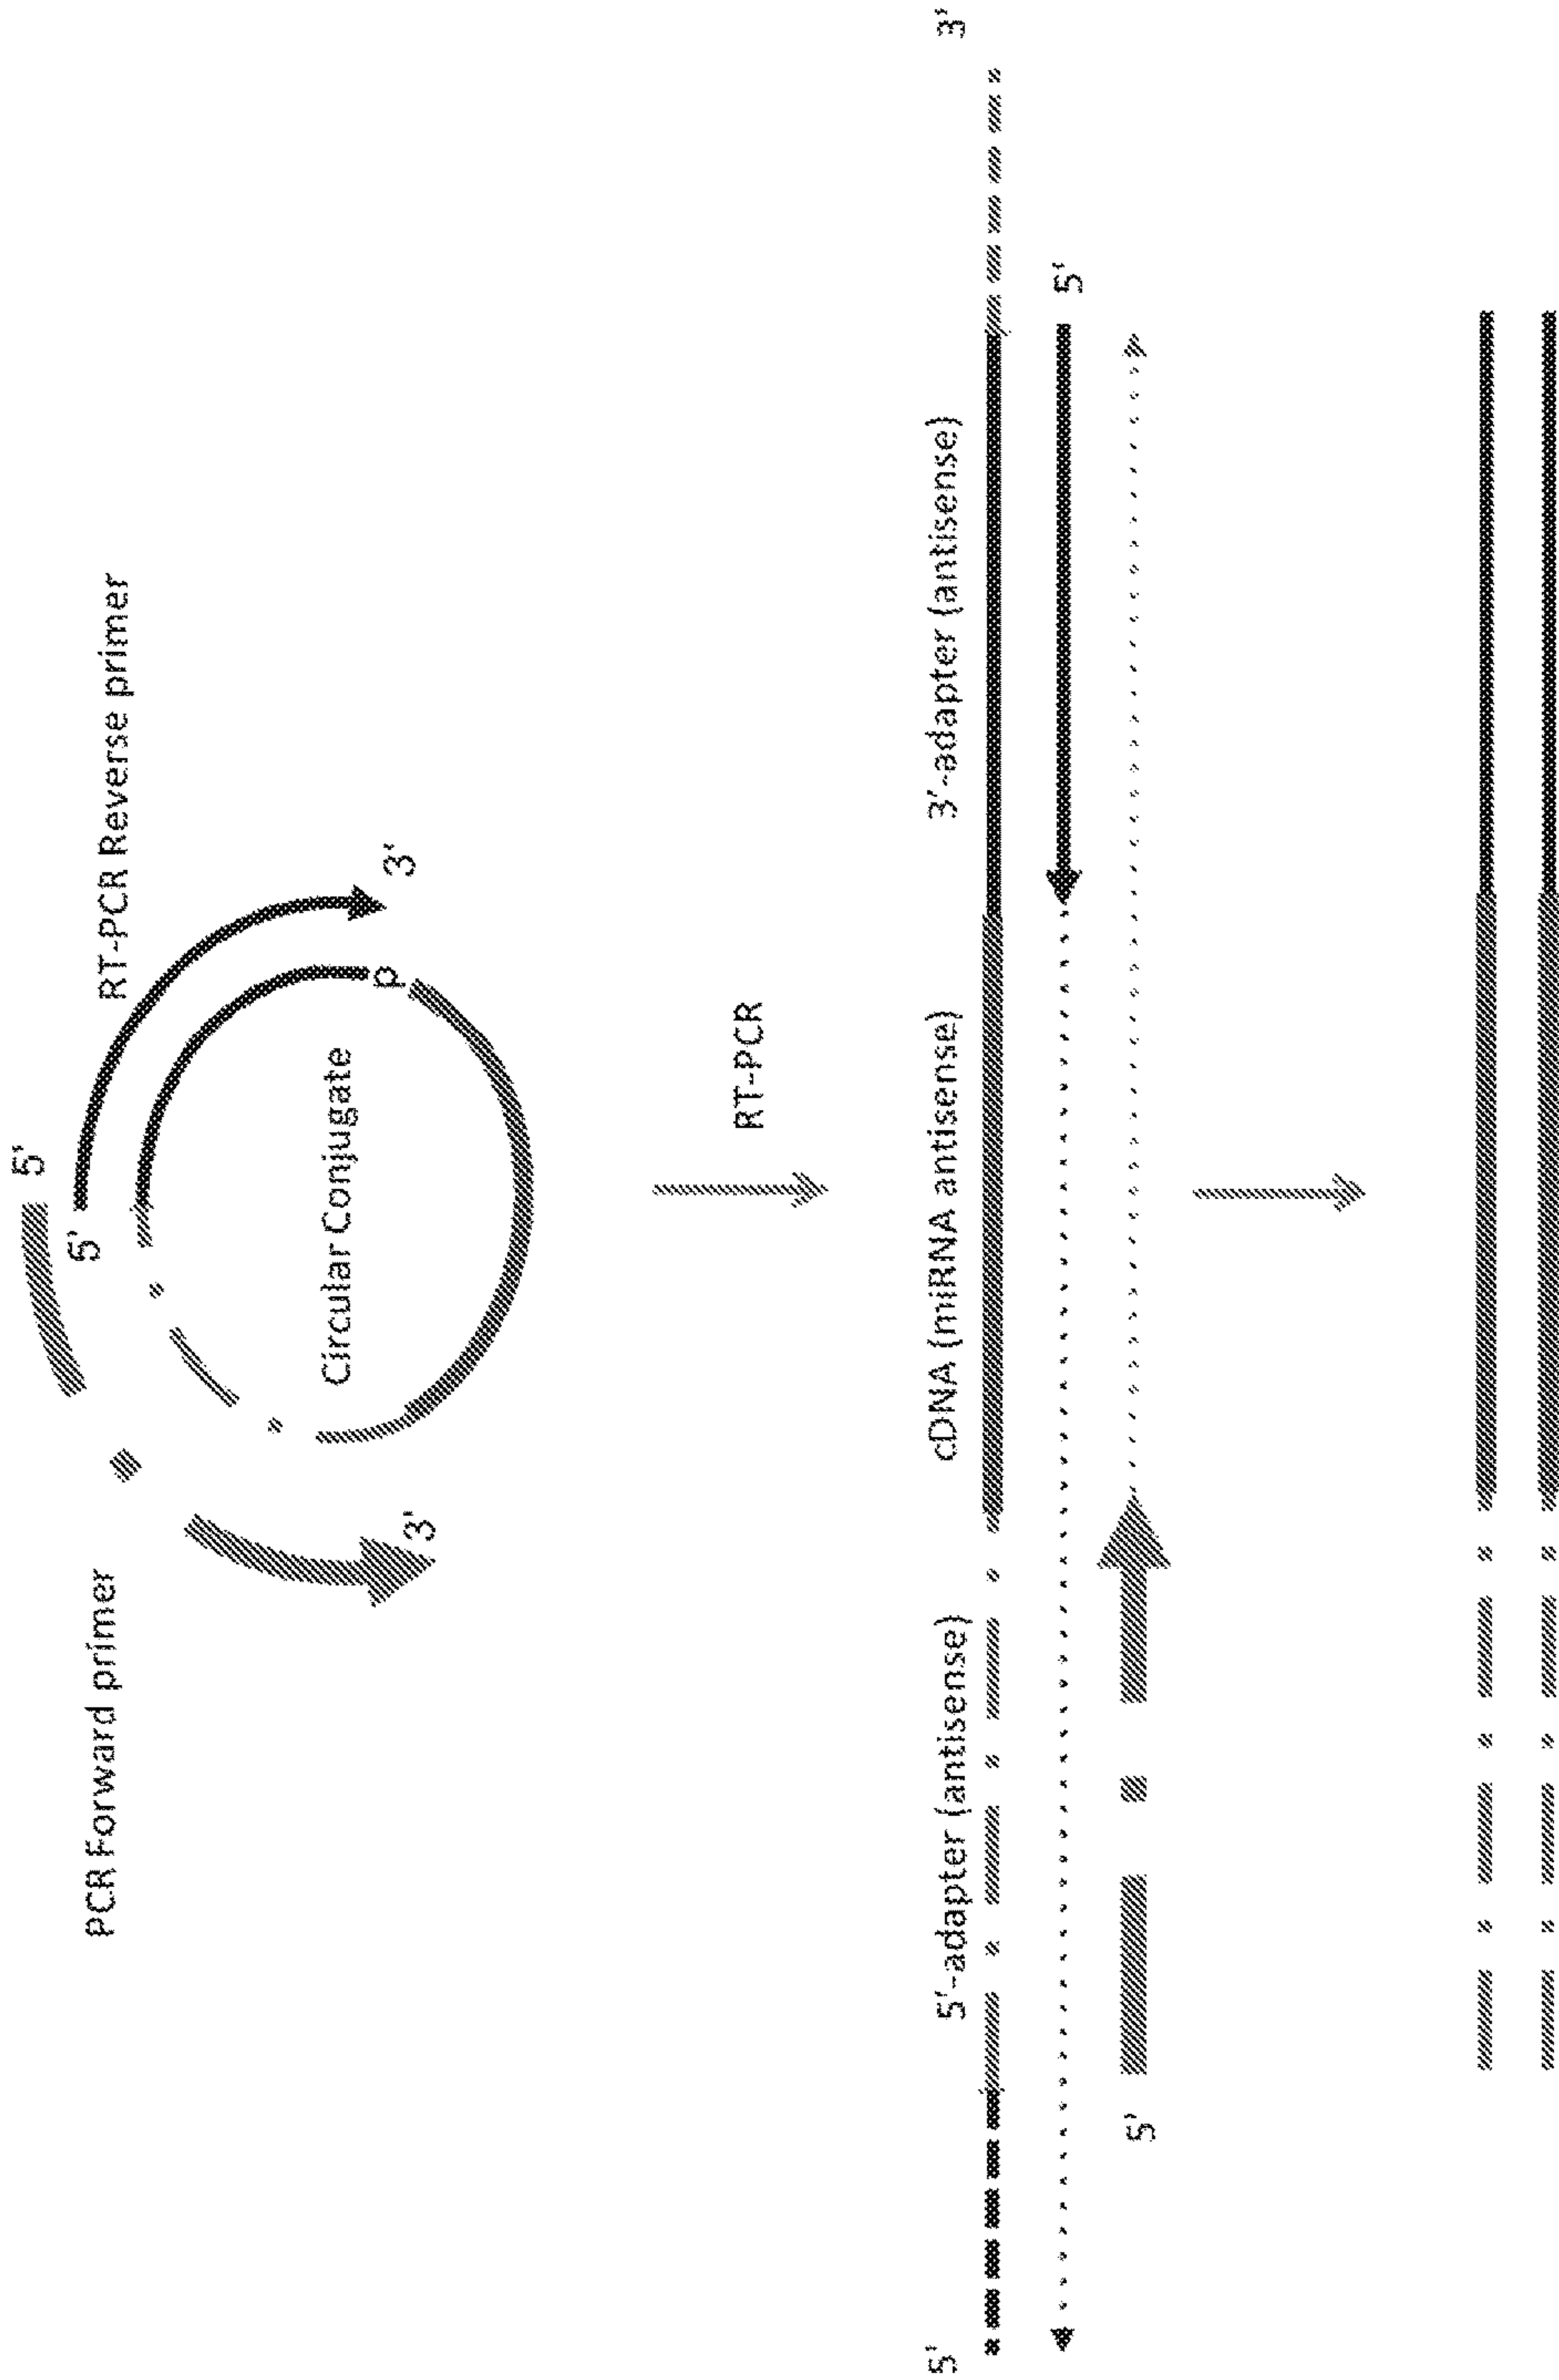 5'
PCR Forward primer
5'
RT-PCR Reverse primer
3'
p
3'
Circular Conjugate
RT-PCR
5'
5'-adapter (antisense)
cDNA (miRNA antisense)
3'-adapter (antisense)
3'
5'
5'